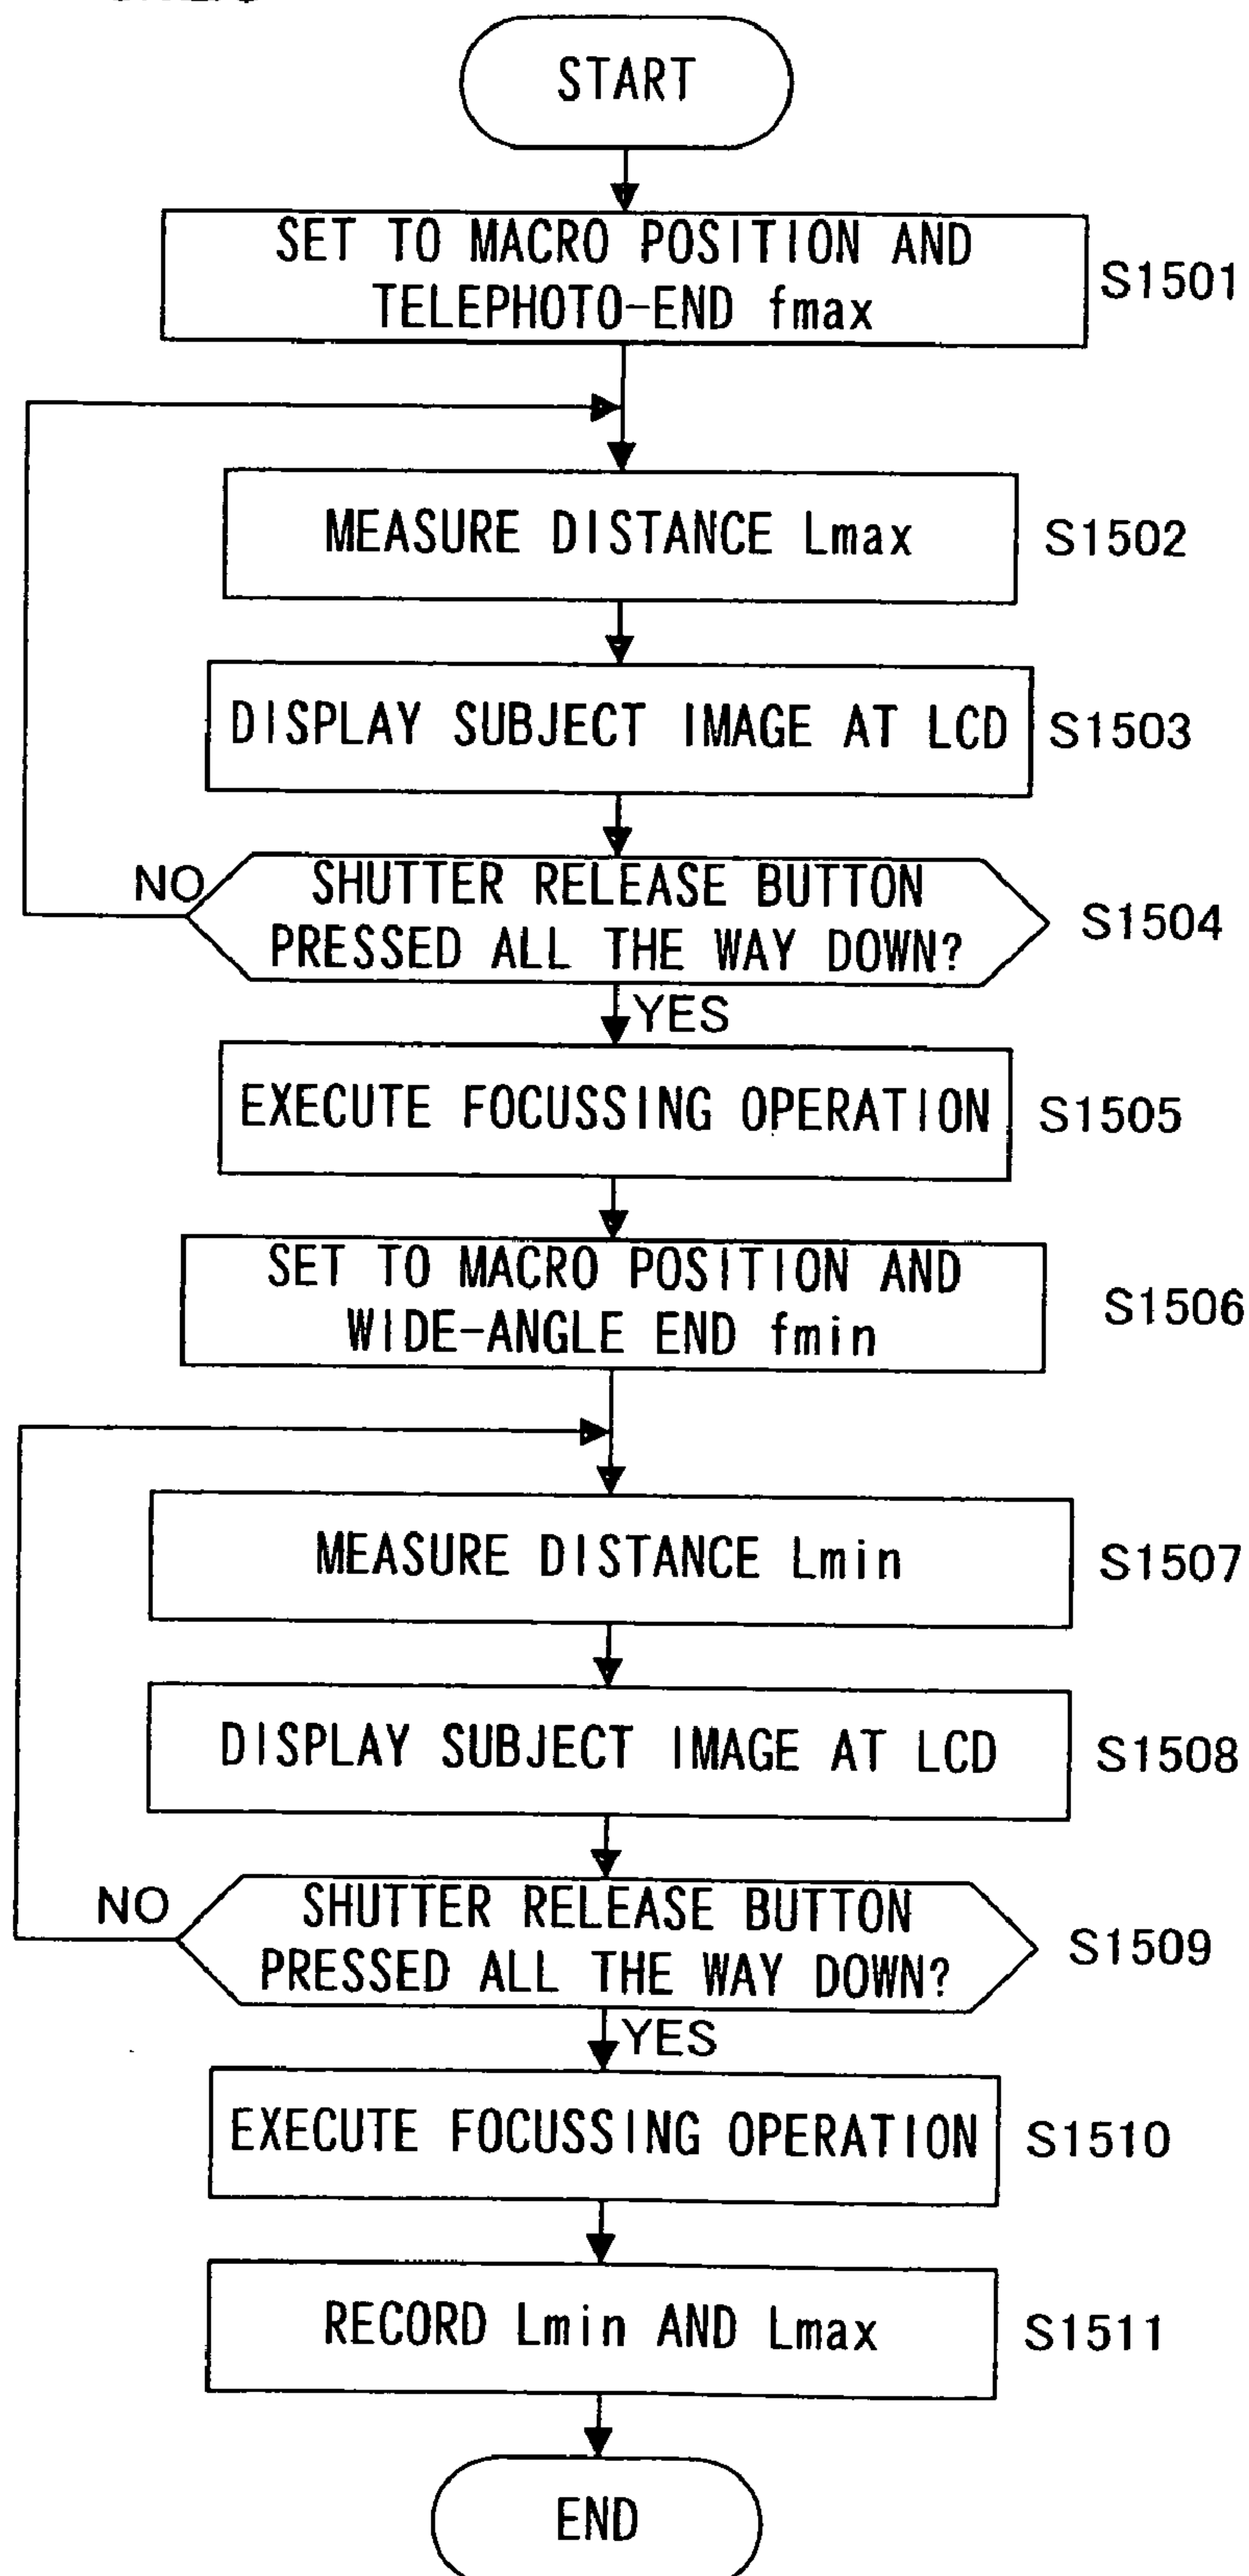 START
SET TO MACRO POSITION AND
TELEPHOTO-END fmax
S1501
MEASURE DISTANCE Lmax
S1502
DISPLAY SUBJECT IMAGE AT LCD
S1503
NO
SHUTTER RELEASE BUTTON
PRESSED ALL THE WAY DOWN?
S1504
YES
EXECUTE FOCUSSING OPERATION
S1505
SET TO MACRO POSITION AND
WIDE-ANGLE END fmin
S1506
MEASURE DISTANCE Lmin
S1507
DISPLAY SUBJECT IMAGE AT LCD
S1508
NO
SHUTTER RELEASE BUTTON
PRESSED ALL THE WAY DOWN?
S1509
YES
EXECUTE FOCUSSING OPERATION
S1510
RECORD Lmin AND Lmax
S1511
END